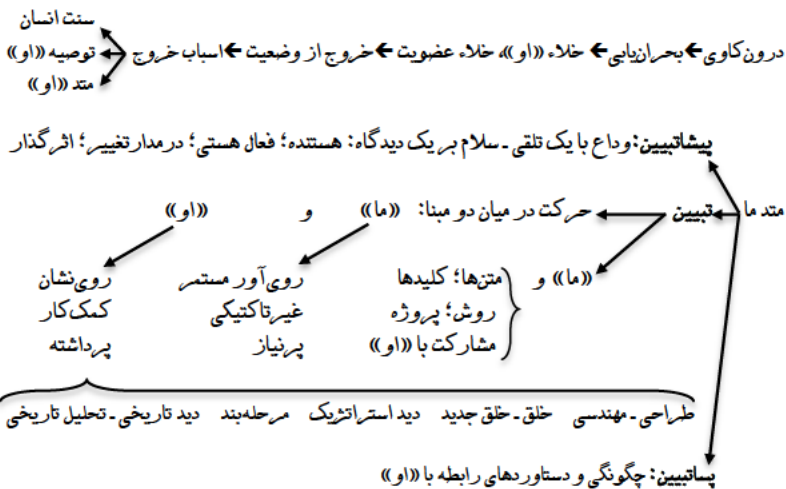 سنت انسان
درون‌کاوی ← بحران‌یابی ← خلاء «او»، خلاء عضویت ← خروج از وضعیت ← اسباب خروج توصیه «او»
متد «او»
پیشاتبیین: وداع با یک تلقی ـ سلام بر یک دیدگاه: هستنده؛ فعال هستی؛ در مدار تغییر؛ اثرگذار
متد ما تبیین حرکت در میان دو مبنا: «ما» و «او»
«ما» و متن‌ها؛ کلیدها روی‌آور مستمر روی‌نشان
روش؛ پروژه غیرتاکتیکی کمک‌کار
مشارکت با «او» پرنیاز پرداشته
طراحی ـ مهندسی خلق ـ خلق جدید دید استراتژیک مرحله‌بند دید تاریخی ـ تحلیل تاریخی
پساتبیین: چگونگی و دستاوردهای رابطه با «او»